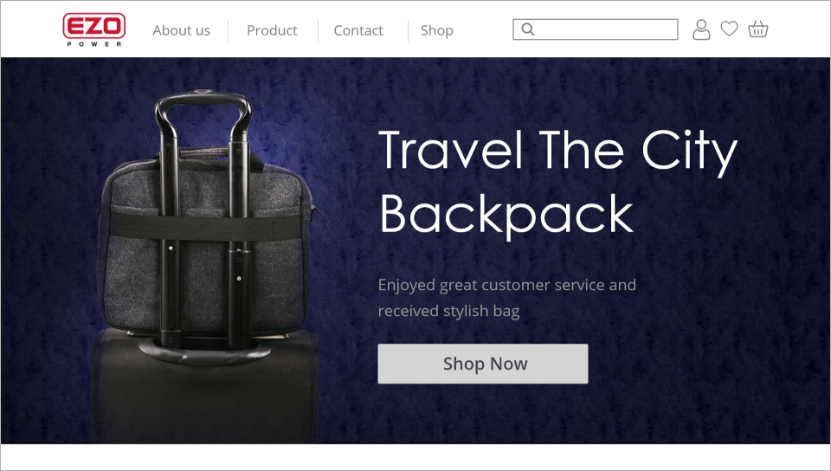 EZO
POWER
About us
Product
Contact
Shop
Travel The City
Backpack
Enjoyed great customer service and
received stylish bag
Shop Now